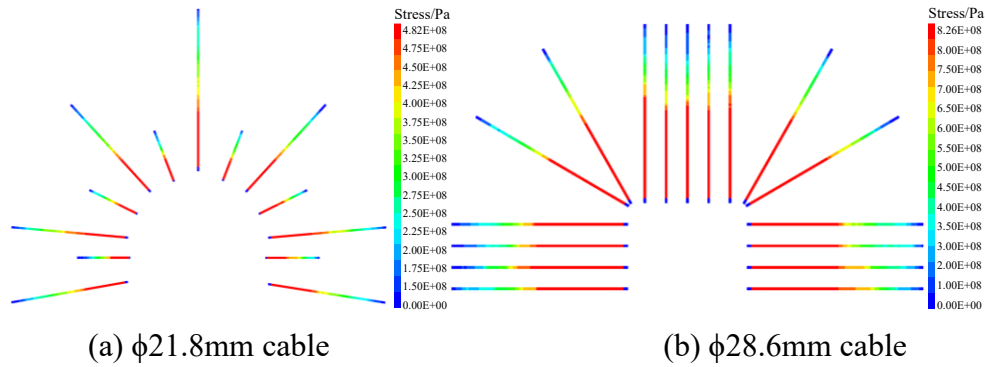 Stress/Pa
4.82E+08
4.75E+08
4.50E+08
4.25E+08
4.00E+08
3.75E+08
3.50E+08
3.25E+08
3.00E+08
2.75E+08
2.50E+08
2.25E+08
2.00E+08
1.75E+08
1.50E+08
0.00E+00
Stress/Pa
8.26E+08
8.00E+08
7.50E+08
7.00E+08
6.50E+08
6.00E+08
5.50E+08
5.00E+08
4.50E+08
4.00E+08
3.50E+08
3.00E+08
2.50E+08
2.00E+08
1.50E+08
0.00E+00
(a) ϕ21.8mm cable
(b) ϕ28.6mm cable